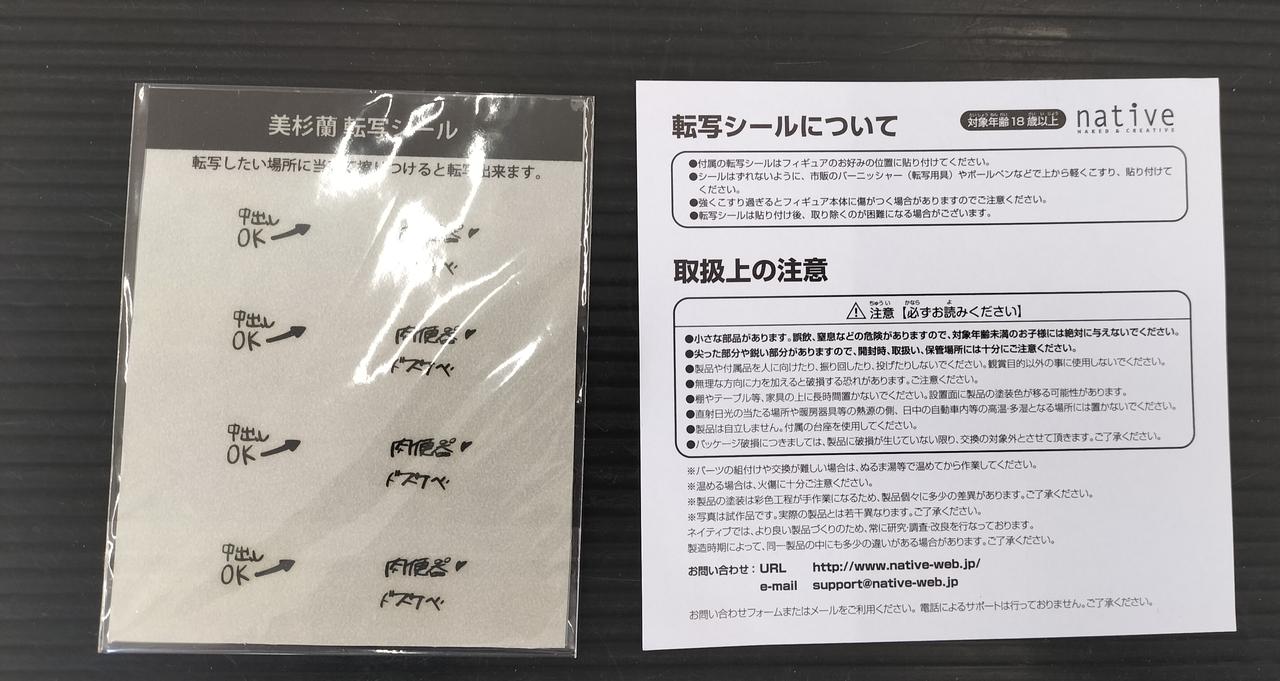 美杉蘭 転写シール
転写したい場所に当てて擦りつけると転写出来ます。
中出し
OK
中出し
OK
肉便器♥
ドスケベ
中出し
OK
肉便器♥
ドスケベ
中出し
OK
肉便器♥
ドスケベ
転写シールについて
対象年齢18歳以上
たいしょうねんれい さい いじょう
native
NAKED & CREATIVE
●付属の転写シールはフィギュアのお好みの位置に貼り付けてください。
●シールはずれないように、市販のバーニッシャー（転写用具）やボールペンなどで上から軽くこすり、貼り付けて
ください。
●強くこすり過ぎるとフィギュア本体に傷がつく場合がありますのでご注意ください。
●転写シールは貼り付け後、取り除くのが困難になる場合がございます。
取扱上の注意
ちゅうい かなら よ
注意【必ずお読みください】
●小さな部品があります。誤飲、窒息などの危険がありますので、対象年齢未満のお子様には絶対に与えないでください。
●尖った部分や鋭い部分がありますので、開封時、取扱い、保管場所には十分にご注意ください。
●製品や付属品を人に向けたり、振り回したり、投げたりしないでください。観賞目的以外の事に使用しないでください。
●無理な方向に力を加えると破損する恐れがあります。ご注意ください。
●棚やテーブル等、家具の上に長時間置かないでください。設置面に製品の塗装色が移る可能性があります。
●直射日光の当たる場所や暖房器具等の熱源の側、日中の自動車内等の高温・多湿となる場所には置かないでください。
●製品は自立しません。付属の台座を使用してください。
●パッケージ破損につきましては、製品に破損が生じていない限り、交換の対象外とさせて頂きます。ご了承ください。
※パーツの組付けや交換が難しい場合は、ぬるま湯等で温めてから作業してください。
※温める場合は、火傷に十分ご注意ください。
※製品の塗装は彩色工程が手作業になるため、製品個々に多少の差異があります。ご了承ください。
※写真は試作品です。実際の製品とは若干異なります。ご了承ください。
ネイティブでは、より良い製品づくりのため、常に研究・調査・改良を行なっております。
製造時期によって、同一製品の中にも多少の違いがある場合があります。ご了承ください。
お問い合わせ：URL http://www.native-web.jp/
e-mail support@native-web.jp
お問い合わせフォームまたはメールをご利用ください。電話によるサポートは行っておりません。ご了承ください。